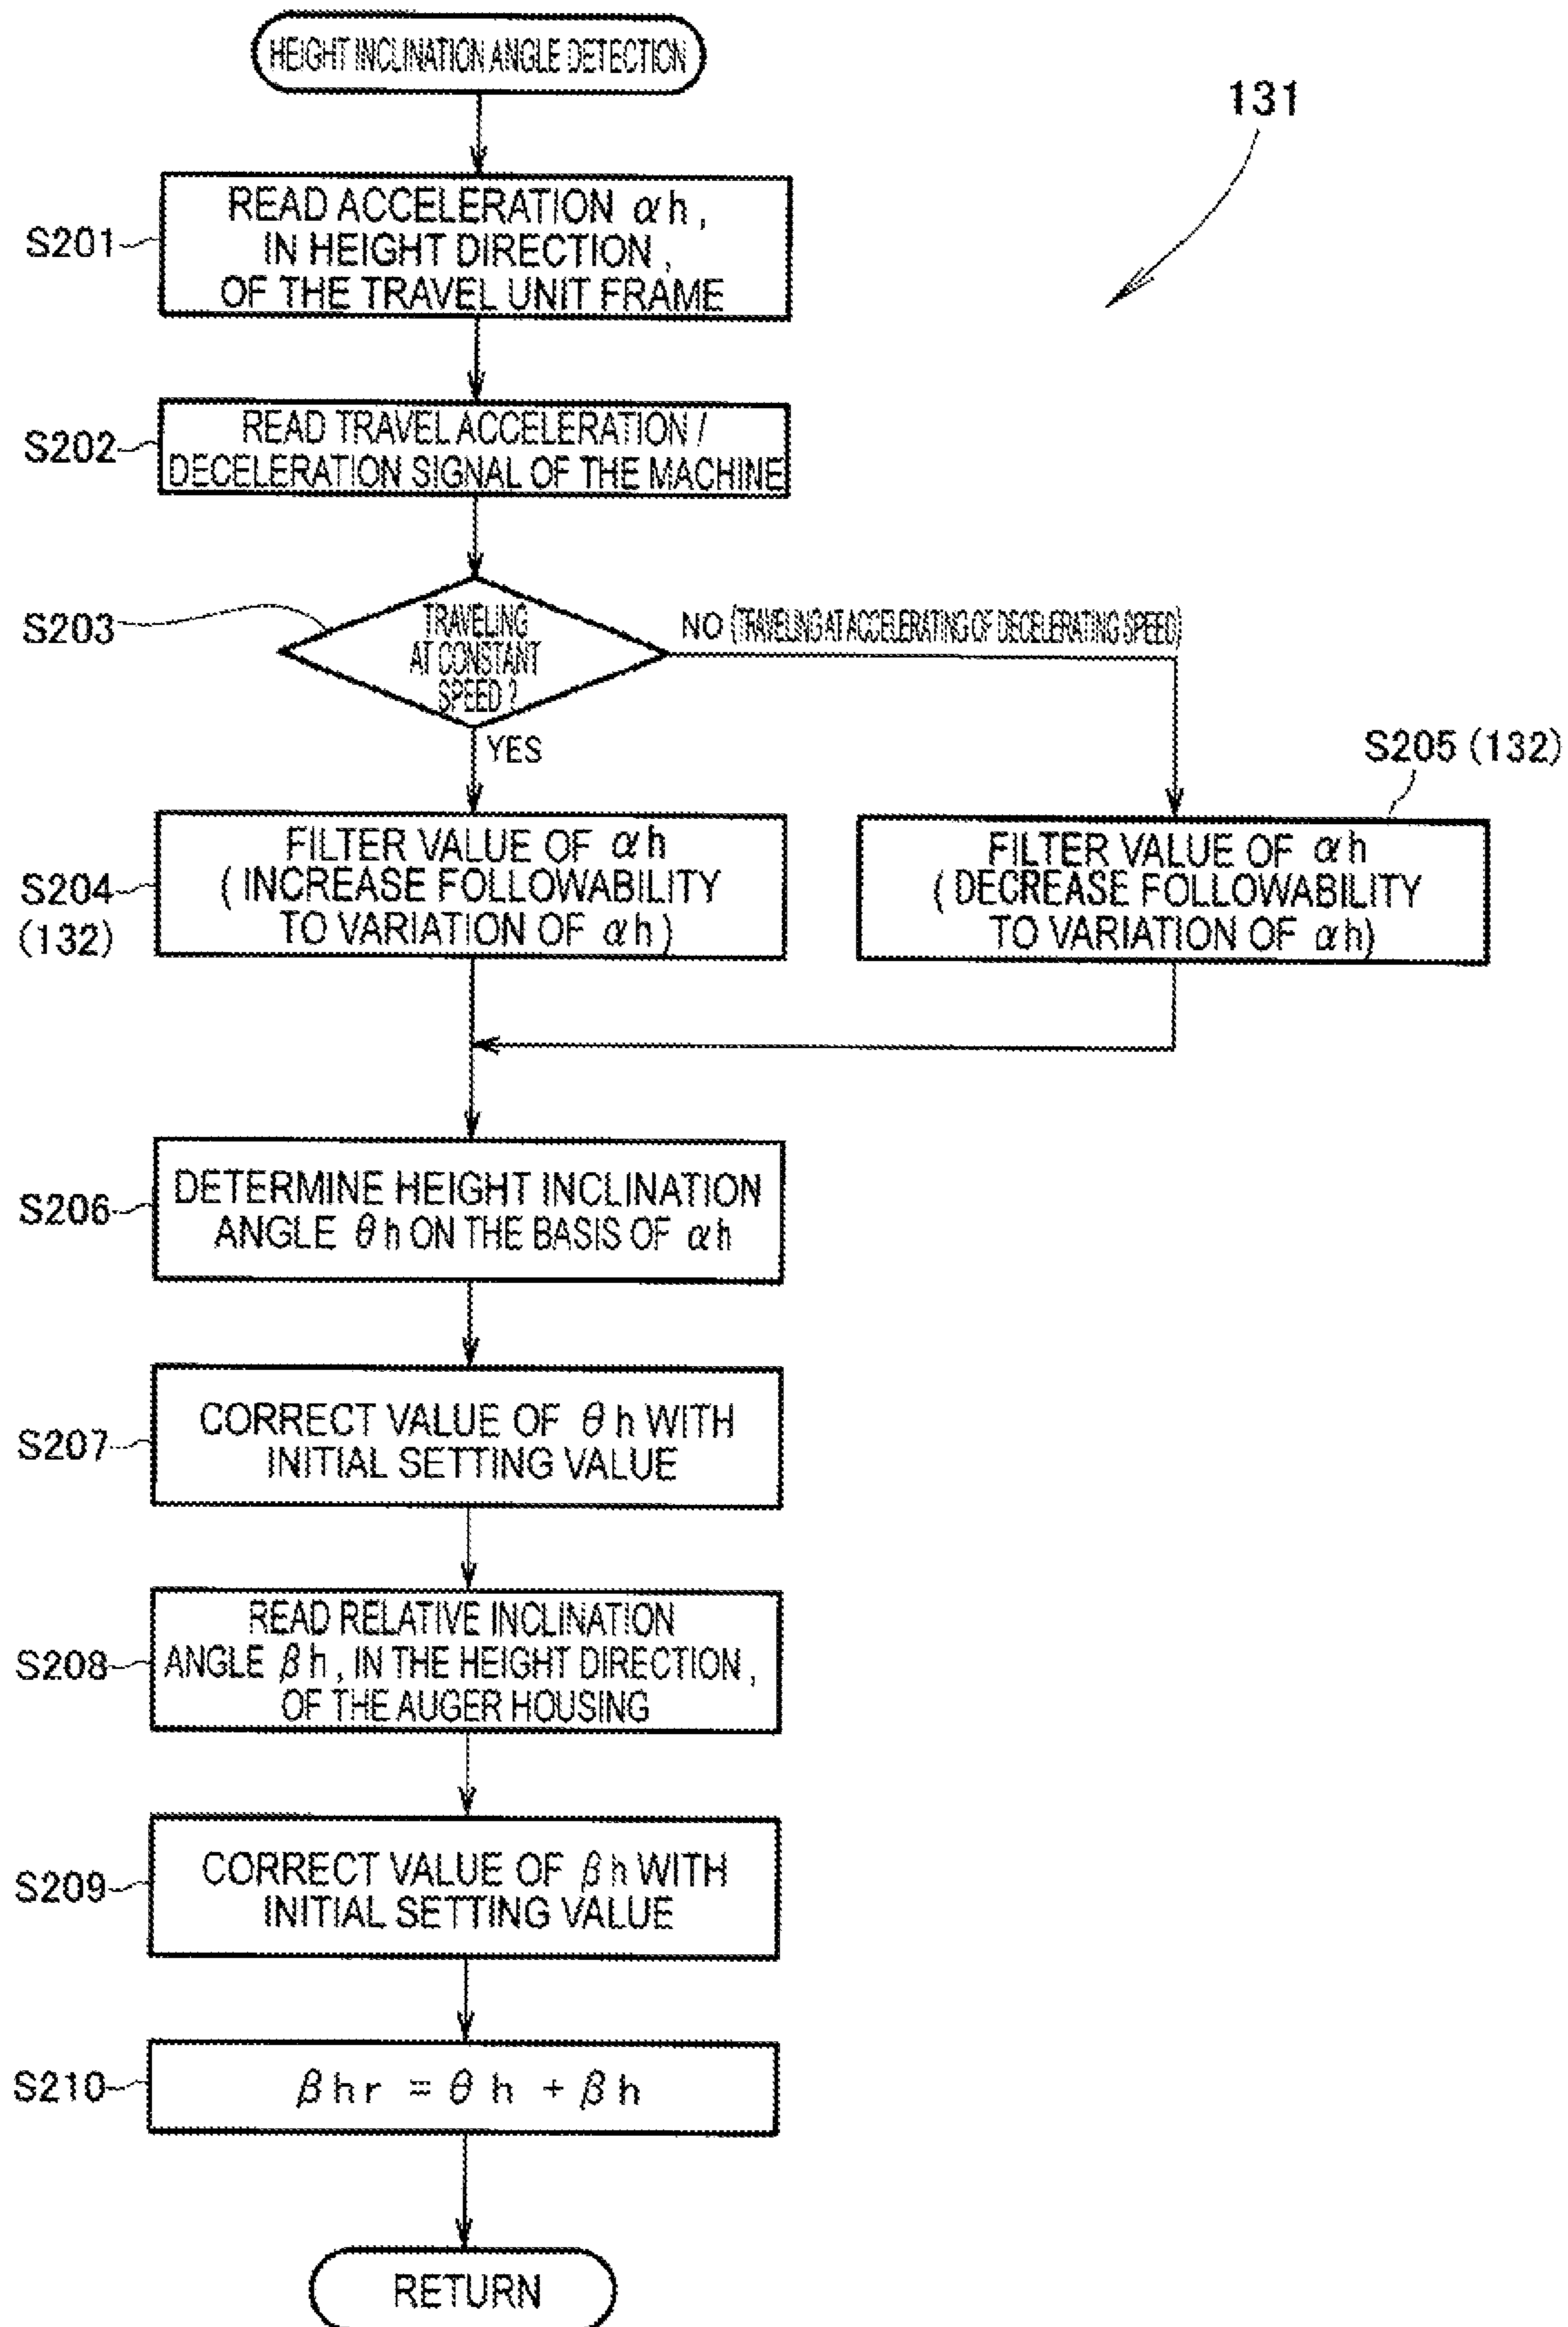 HEIGHT INCLINATION ANGLE DETECTION
131
S201
READ ACCELERATION αh,
IN HEIGHT DIRECTION,
OF THE TRAVEL UNIT FRAME
S202
READ TRAVEL ACCELERATION /
DECELERATION SIGNAL OF THE MACHINE
S203
TRAVELING
AT CONSTANT
SPEED ?
NO (TRAVELING AT ACCELERATING OF DECELERATING SPEED)
YES
S204
(132)
FILTER VALUE OF αh
( INCREASE FOLLOWABILITY
TO VARIATION OF αh )
S205 (132)
FILTER VALUE OF αh
( DECREASE FOLLOWABILITY
TO VARIATION OF αh)
S206
DETERMINE HEIGHT INCLINATION
ANGLE θh ON THE BASIS OF αh
S207
CORRECT VALUE OF θh WITH
INITIAL SETTING VALUE
S208
READ RELATIVE INCLINATION
ANGLE βh, IN THE HEIGHT DIRECTION,
OF THE AUGER HOUSING
S209
CORRECT VALUE OF βh WITH
INITIAL SETTING VALUE
S210
βhr = θh + βh
RETURN